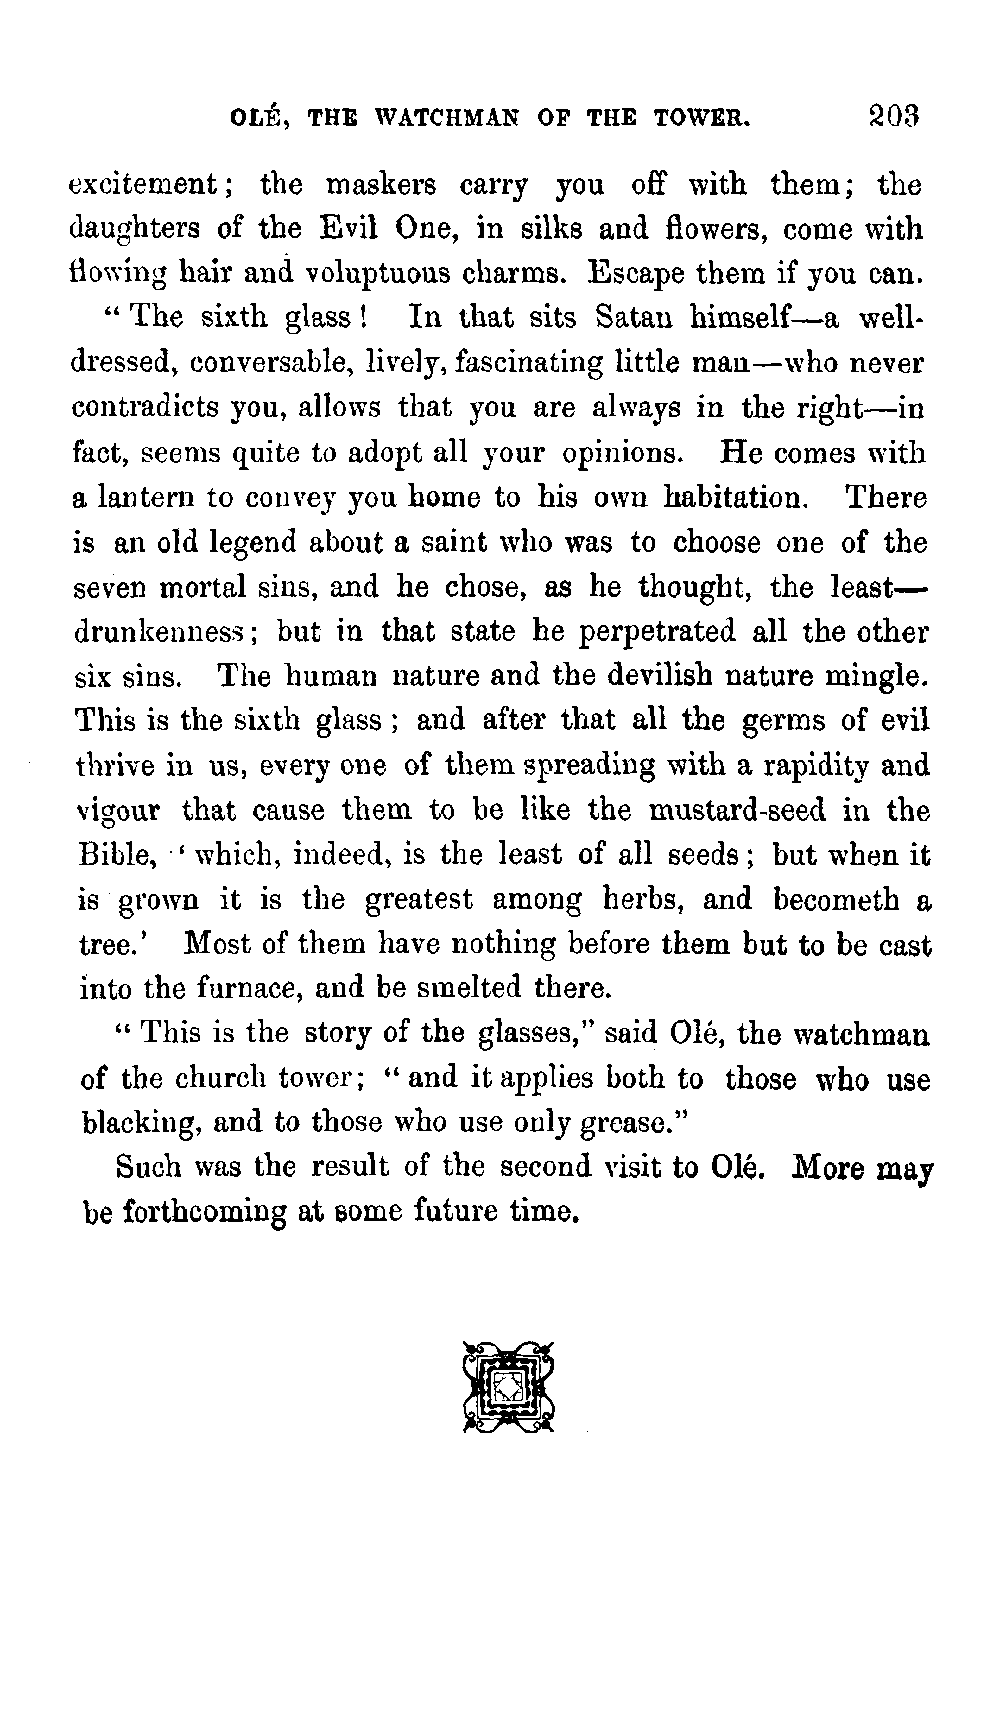 OLÉ, THE WATCHMAN OF THE TOWER. 203
excitement; the maskers carry you off with them; the
daughters of the Evil One, in silks and flowers, come with
flowing hair and voluptuous charms. Escape them if you can.
“The sixth glass! In that sits Satan himself—a well-
dressed, conversable, lively, fascinating little man—who never
contradicts you, allows that you are always in the right—in
fact, seems quite to adopt all your opinions. He comes with
a lantern to convey you home to his own habitation. There
is an old legend about a saint who was to choose one of the
seven mortal sins, and he chose, as he thought, the least—
drunkenness; but in that state he perpetrated all the other
six sins. The human nature and the devilish nature mingle.
This is the sixth glass; and after that all the germs of evil
thrive in us, every one of them spreading with a rapidity and
vigour that cause them to be like the mustard-seed in the
Bible, ‘which, indeed, is the least of all seeds; but when it
is grown it is the greatest among herbs, and becometh a
tree.’ Most of them have nothing before them but to be cast
into the furnace, and be smelted there.
“This is the story of the glasses,” said Olé, the watchman
of the church tower; “and it applies both to those who use
blacking, and to those who use only grease.”
Such was the result of the second visit to Olé. More may
be forthcoming at some future time.